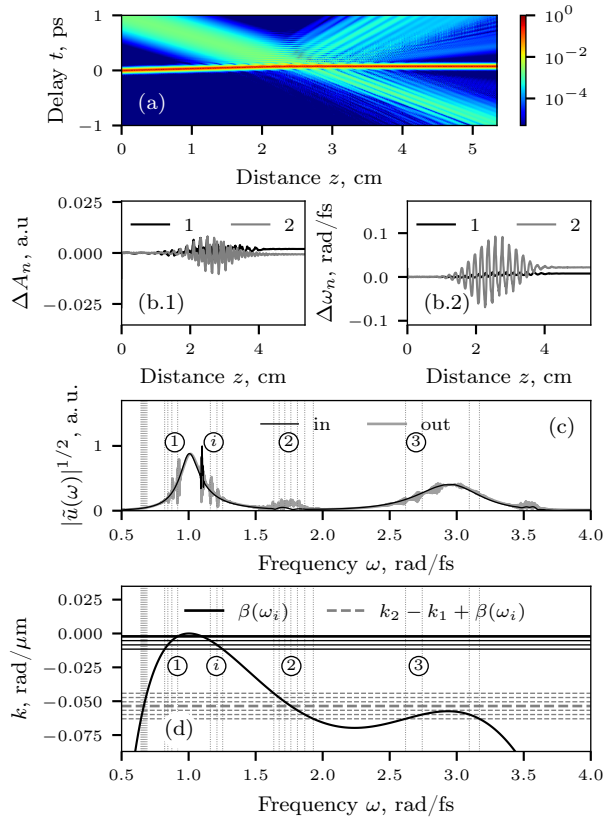 1
0
−1
Delay t, ps
(a)
10^0
10^−2
10^−4
0 1 2 3 4 5
Distance z, cm
0.025
0.000
−0.025
ΔA_n, a.u
1 2
(b.1)
0 2 4
Distance z, cm
0.1
0.0
−0.1
Δω_n, rad/fs
1 2
(b.2)
0 2 4
Distance z, cm
1
0
|ũ(ω)|^1/2, a.u.
in out
(c)
1 i 2 3
0.5 1.0 1.5 2.0 2.5 3.0 3.5 4.0
Frequency ω, rad/fs
0.025
0.000
−0.025
−0.050
−0.075
k, rad/μm
β(ω_i) k_2 − k_1 + β(ω_i)
1 i 2 3
(d)
0.5 1.0 1.5 2.0 2.5 3.0 3.5 4.0
Frequency ω, rad/fs